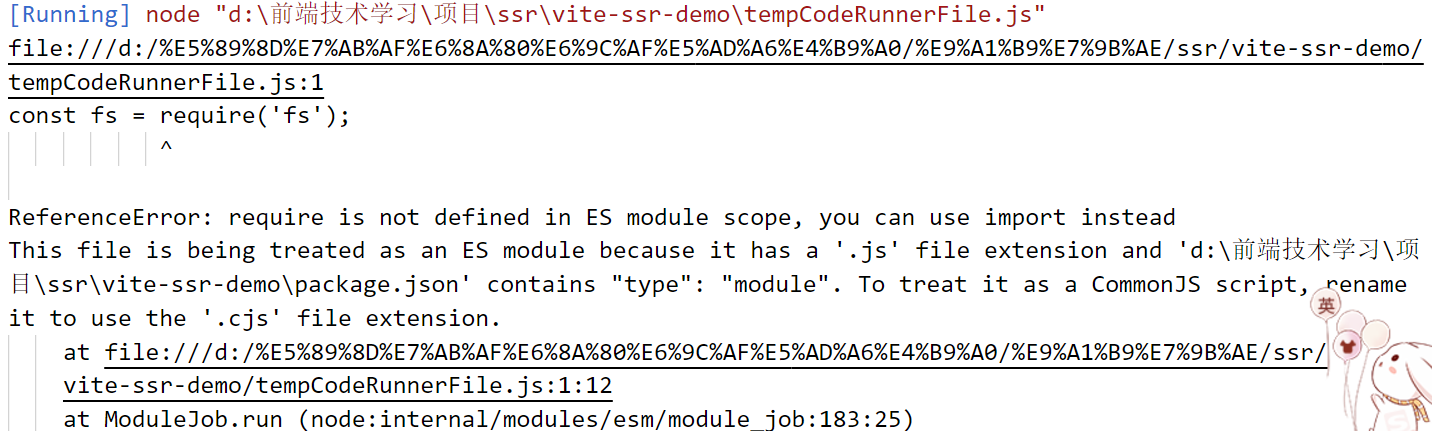 [Running] node "d:\前端技术学习\项目\ssr\vite-ssr-demo\tempCodeRunnerFile.js"
file:///d:/%E5%89%8D%E7%AB%AF%E6%8A%80%E6%9C%AF%E5%AD%A6%E4%B9%A0/%E9%A1%B9%E7%9B%AE/ssr/vite-ssr-demo/
tempCodeRunnerFile.js:1
const fs = require('fs');
^
ReferenceError: require is not defined in ES module scope, you can use import instead
This file is being treated as an ES module because it has a '.js' file extension and 'd:\前端技术学习\项
目\ssr\vite-ssr-demo\package.json' contains "type": "module". To treat it as a CommonJS script, rename
it to use the '.cjs' file extension.
英
at file:///d:/%E5%89%8D%E7%AB%AF%E6%8A%80%E6%9C%AF%E5%AD%A6%E4%B9%A0/%E9%A1%B9%E7%9B%AE/ssr/
vite-ssr-demo/tempCodeRunnerFile.js:1:12
at ModuleJob.run (node:internal/modules/esm/module_job:183:25)